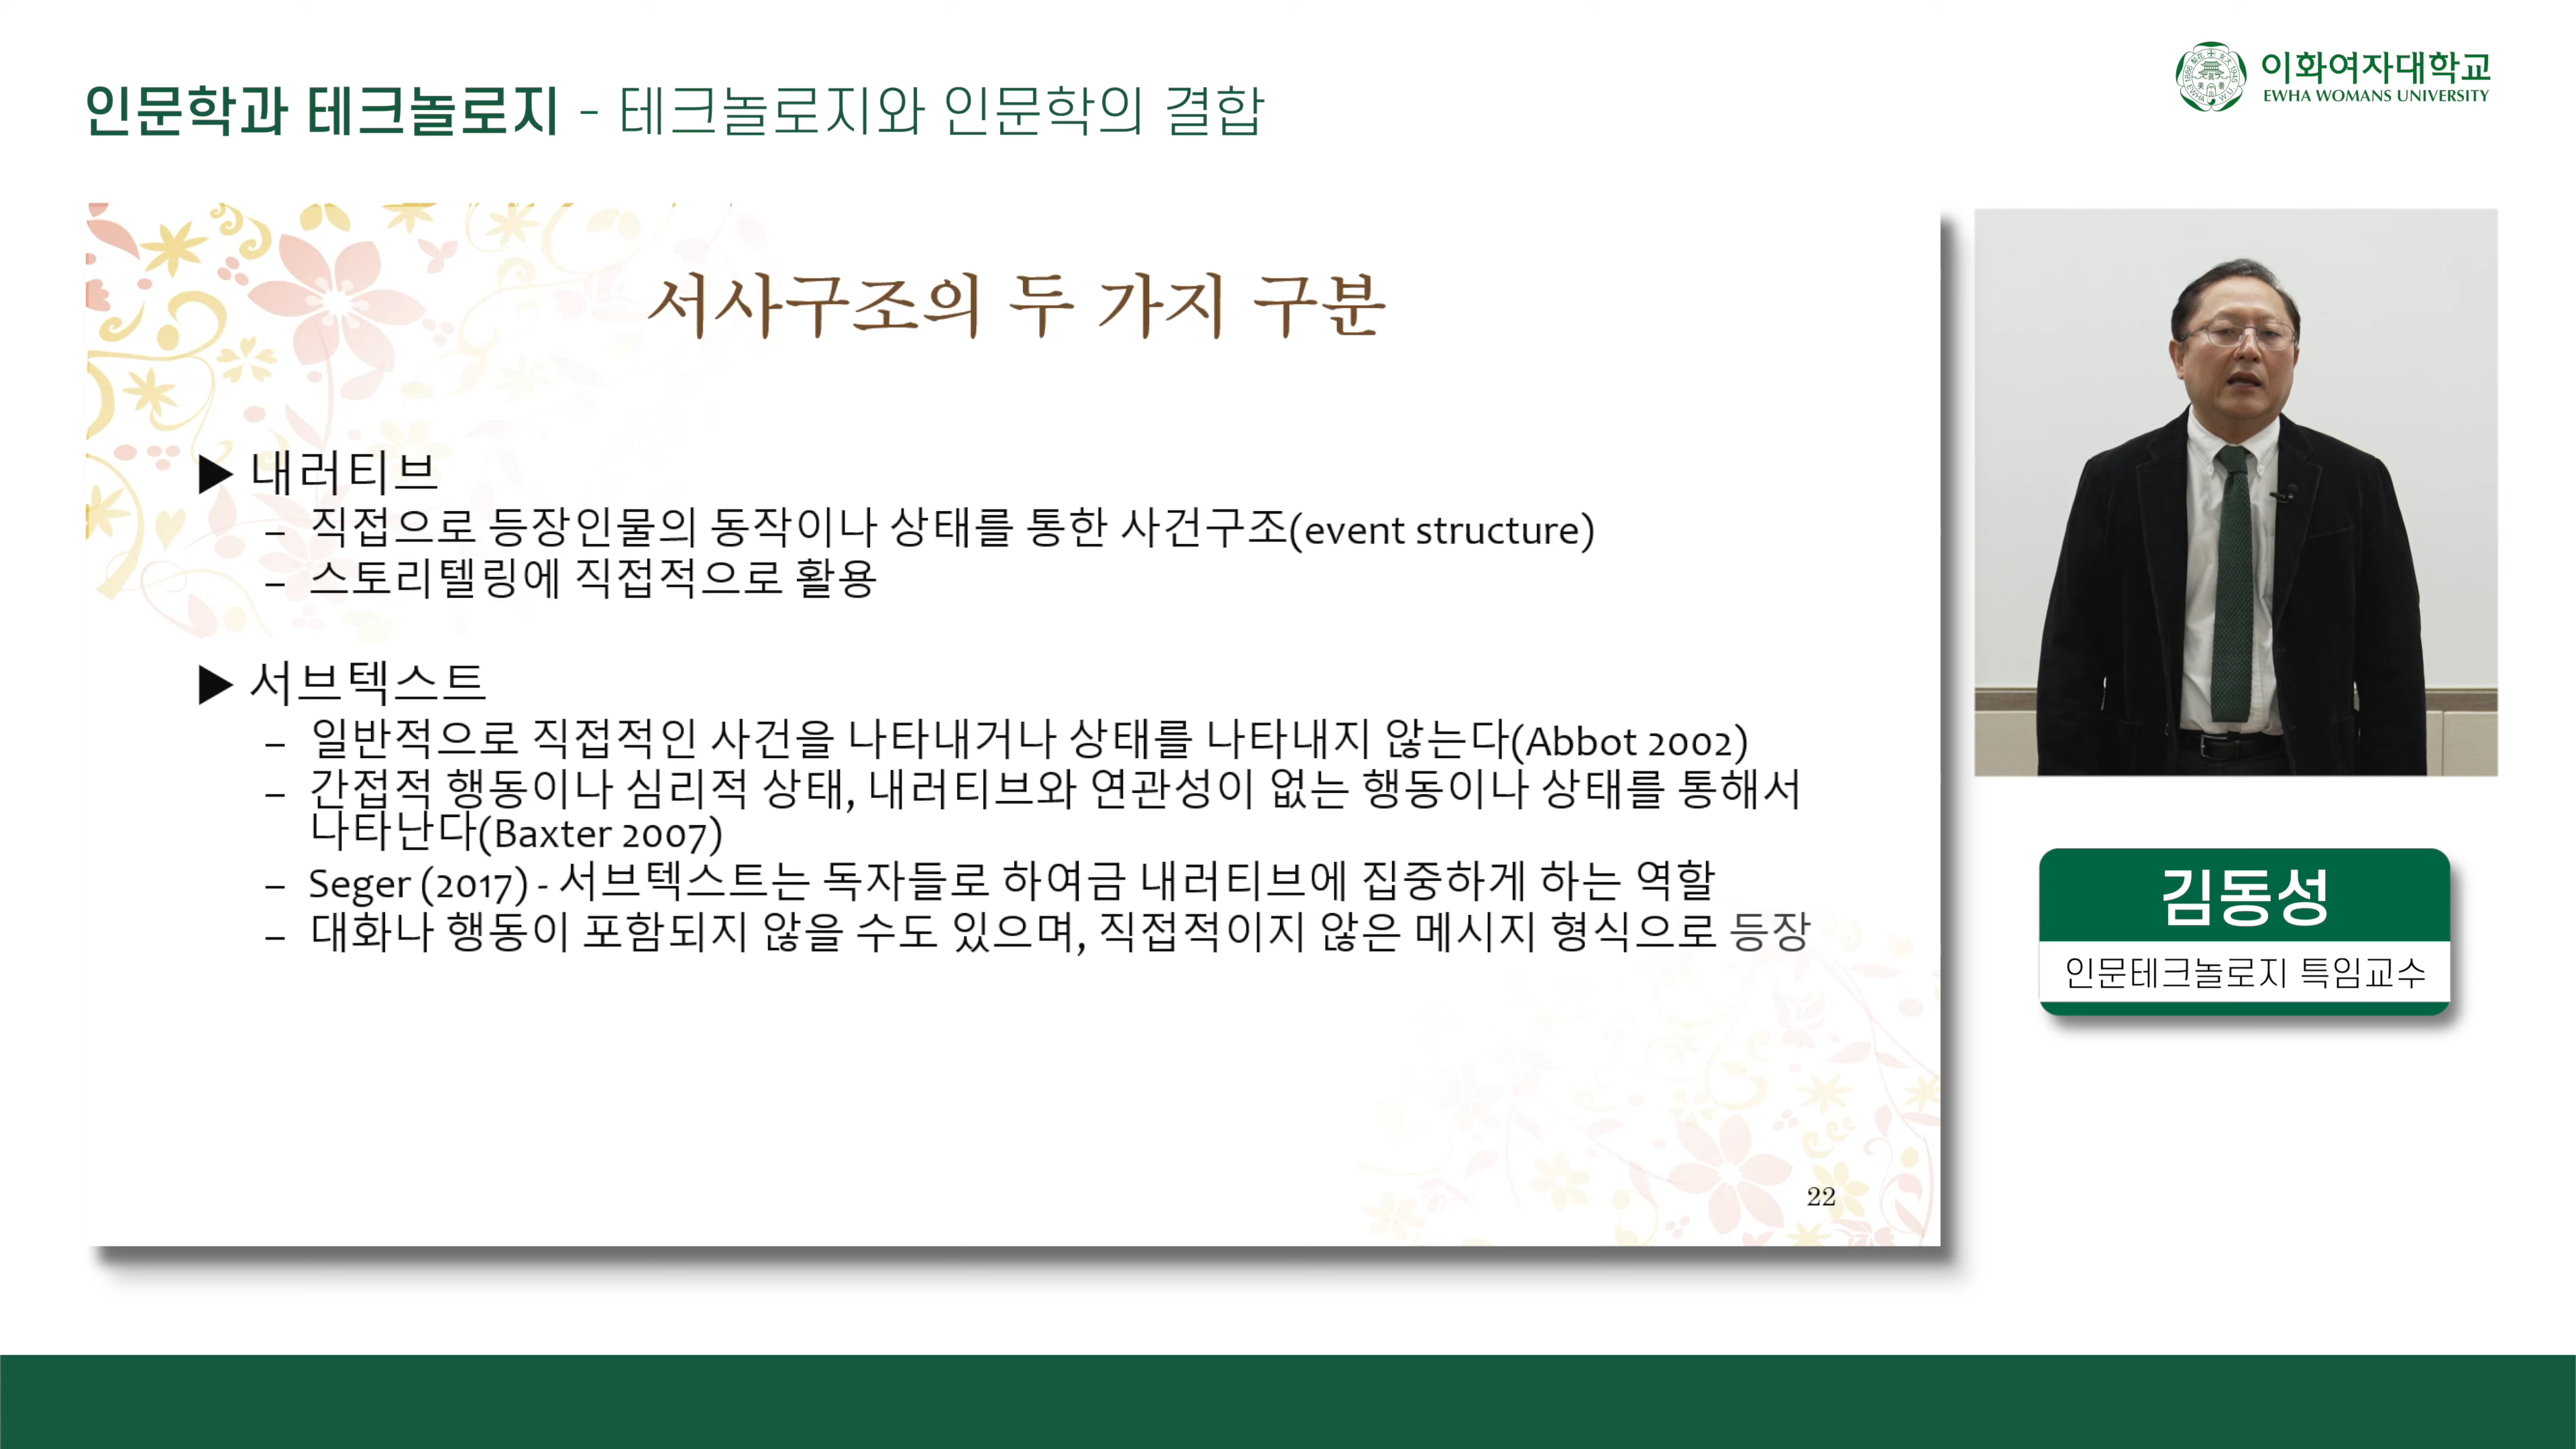 인문학과 테크놀로지 - 테크놀로지와 인문학의 결합
이화여자대학교
EWHA WOMANS UNIVERSITY
서사구조의 두 가지 구분
▶ 내러티브
– 직접으로 등장인물의 동작이나 상태를 통한 사건구조(event structure)
– 스토리텔링에 직접적으로 활용
▶ 서브텍스트
– 일반적으로 직접적인 사건을 나타내거나 상태를 나타내지 않는다(Abbot 2002)
– 간접적 행동이나 심리적 상태, 내러티브와 연관성이 없는 행동이나 상태를 통해서
나타난다(Baxter 2007)
– Seger (2017) - 서브텍스트는 독자들로 하여금 내러티브에 집중하게 하는 역할
– 대화나 행동이 포함되지 않을 수도 있으며, 직접적이지 않은 메시지 형식으로 등장
22
김동성
인문테크놀로지 특임교수